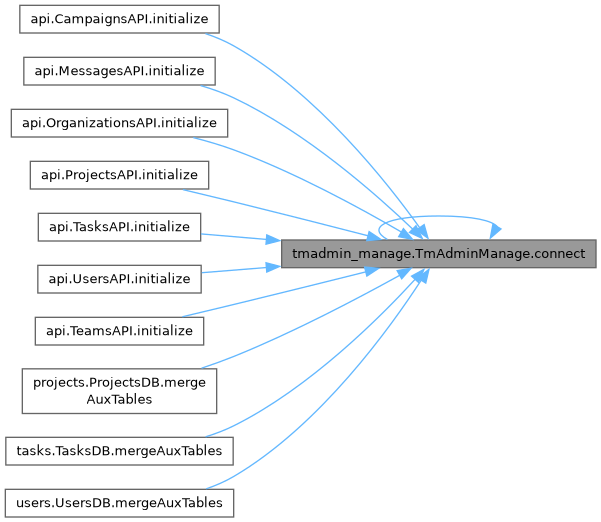 api.CampaignsAPI.initialize
api.MessagesAPI.initialize
api.OrganizationsAPI.initialize
api.ProjectsAPI.initialize
api.TasksAPI.initialize
tmadmin_manage.TmAdminManage.connect
api.UsersAPI.initialize
api.TeamsAPI.initialize
projects.ProjectsDB.merge
AuxTables
tasks.TasksDB.mergeAuxTables
users.UsersDB.mergeAuxTables